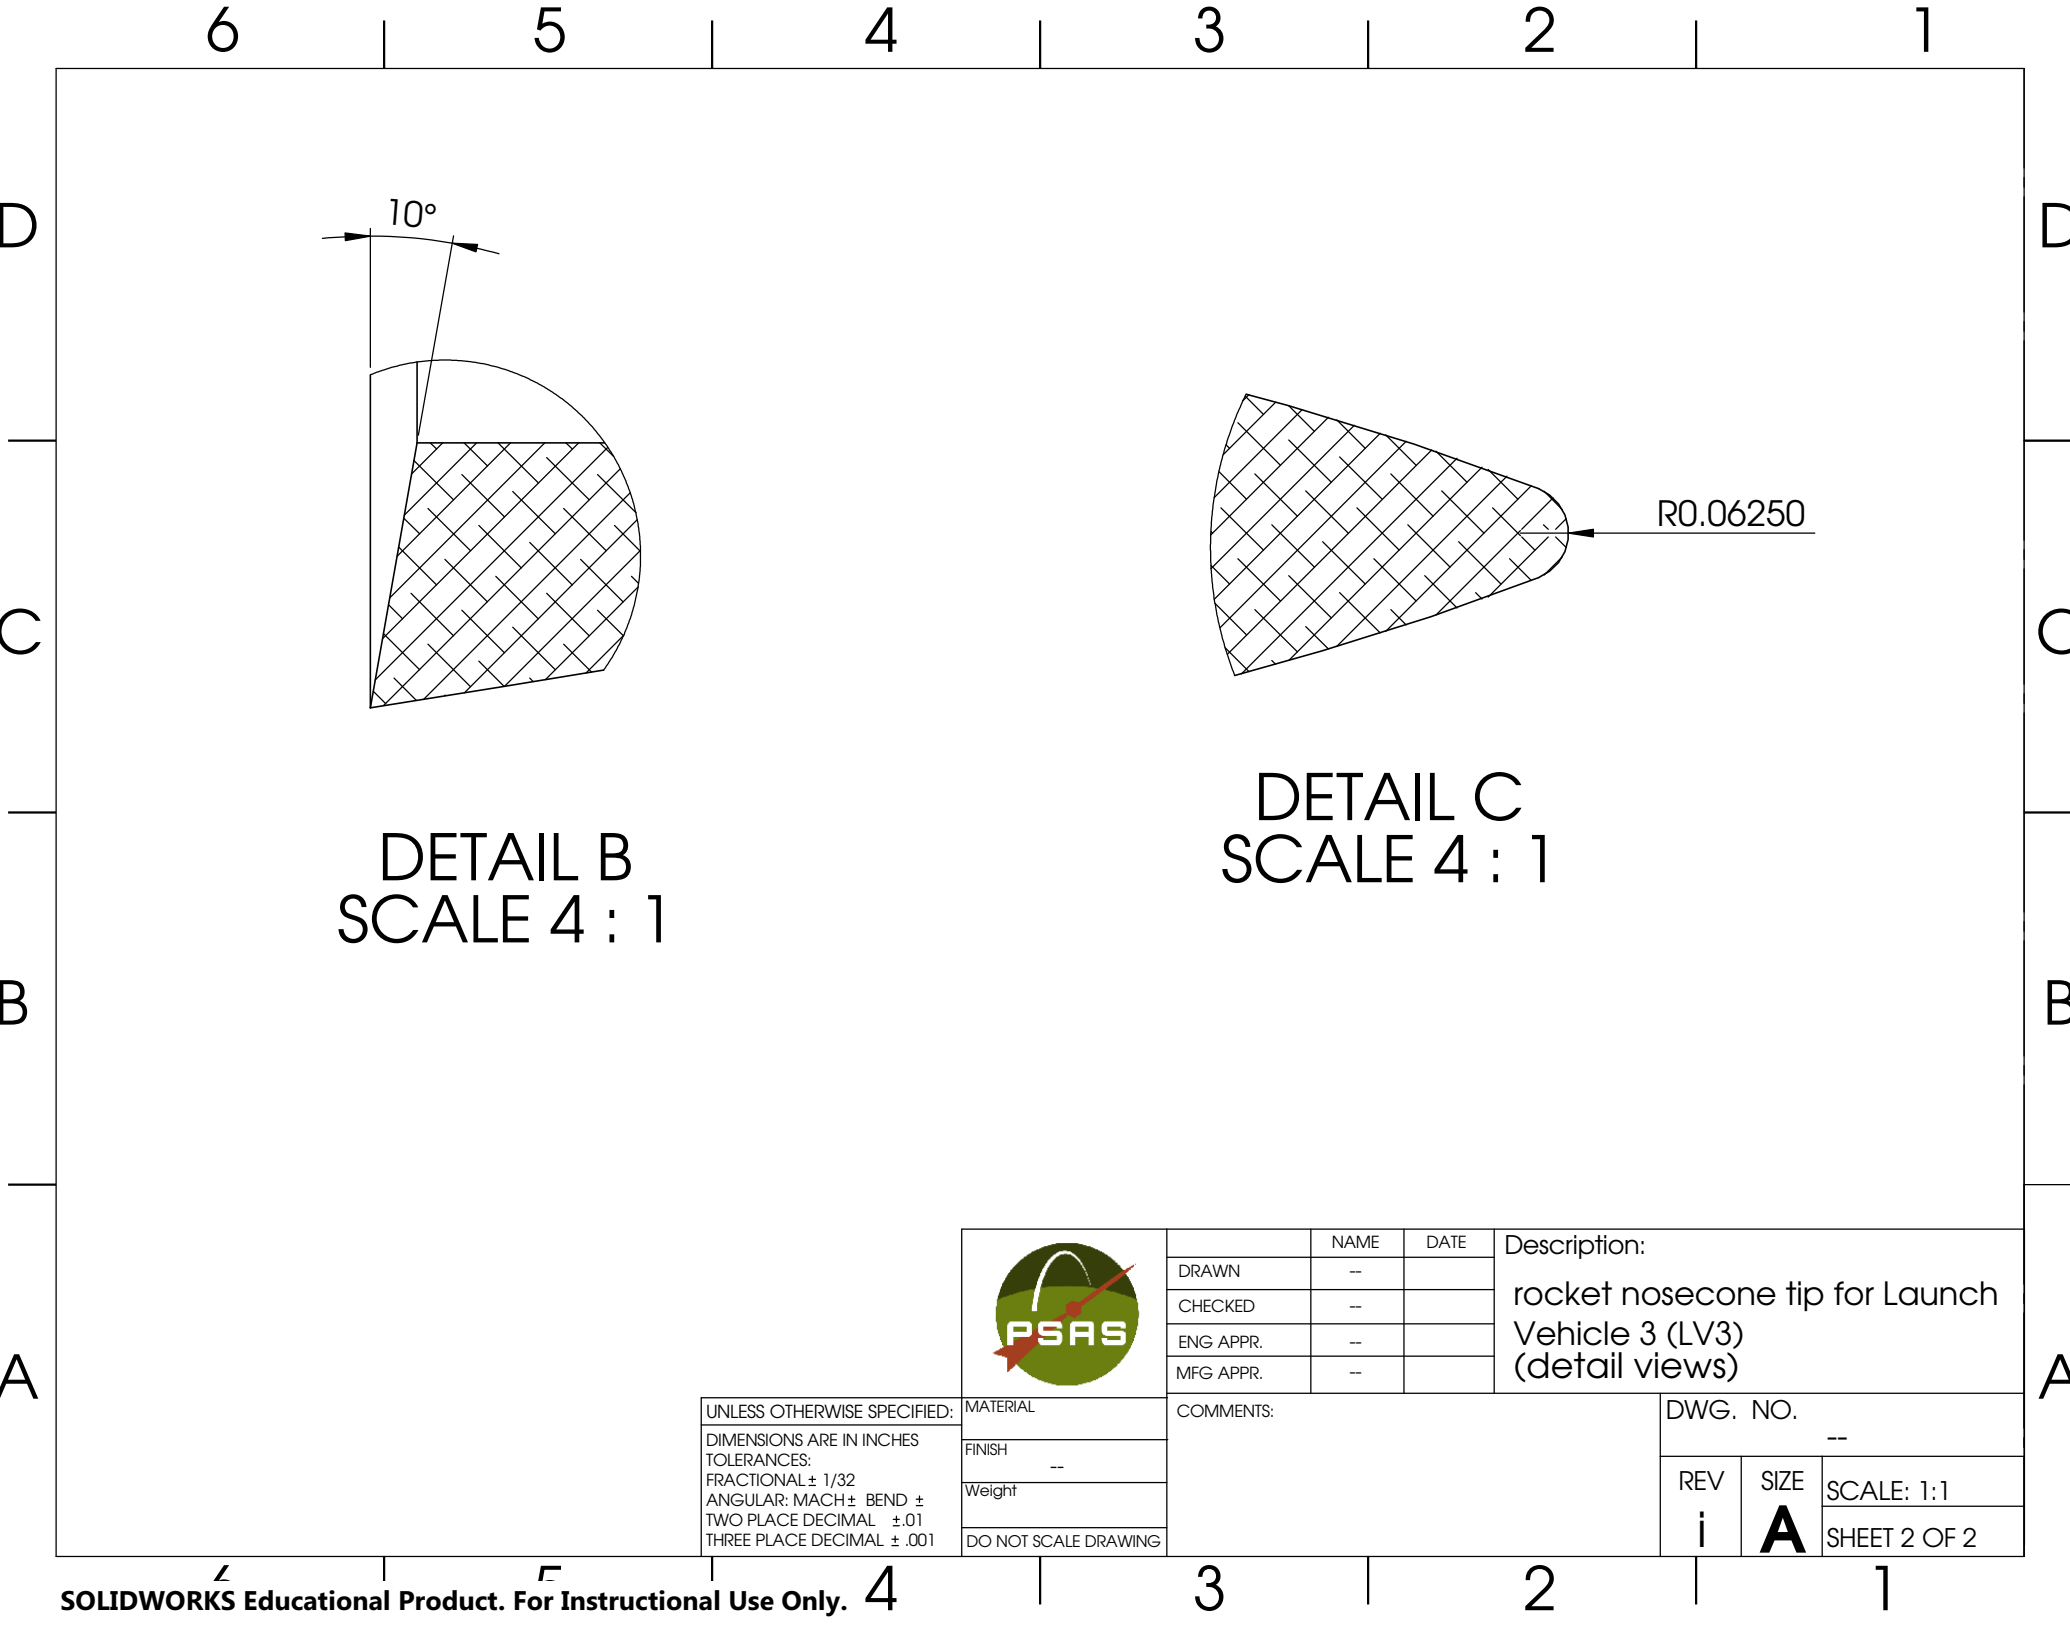 6 5 4 3 2 1
D D
10°
R0.06250
C C
DETAIL B
SCALE 4 : 1
DETAIL C
SCALE 4 : 1
B B
A A
PSAS
NAME DATE
DRAWN --
CHECKED --
ENG APPR. --
MFG APPR. --
Description:
rocket nosecone tip for Launch
Vehicle 3 (LV3)
(detail views)
UNLESS OTHERWISE SPECIFIED:
DIMENSIONS ARE IN INCHES
TOLERANCES:
FRACTIONAL ± 1/32
ANGULAR: MACH ± BEND ±
TWO PLACE DECIMAL ±.01
THREE PLACE DECIMAL ± .001
MATERIAL
FINISH
--
Weight
DO NOT SCALE DRAWING
COMMENTS:
DWG. NO.
--
REV
i
SIZE
A
SCALE: 1:1
SHEET 2 OF 2
6 5 4 3 2 1
SOLIDWORKS Educational Product. For Instructional Use Only.